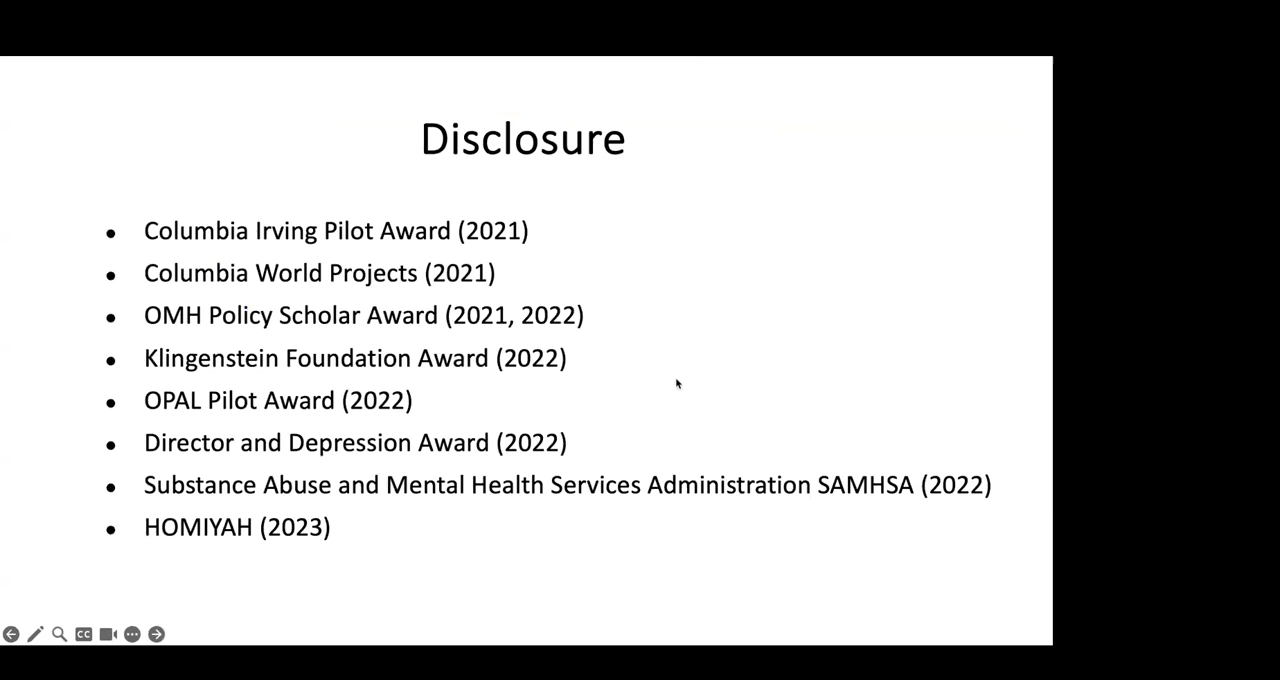 Disclosure
• Columbia Irving Pilot Award (2021)
• Columbia World Projects (2021)
• OMH Policy Scholar Award (2021, 2022)
• Klingenstein Foundation Award (2022)
• OPAL Pilot Award (2022)
• Director and Depression Award (2022)
• Substance Abuse and Mental Health Services Administration SAMHSA (2022)
• HOMIYAH (2023)
CC